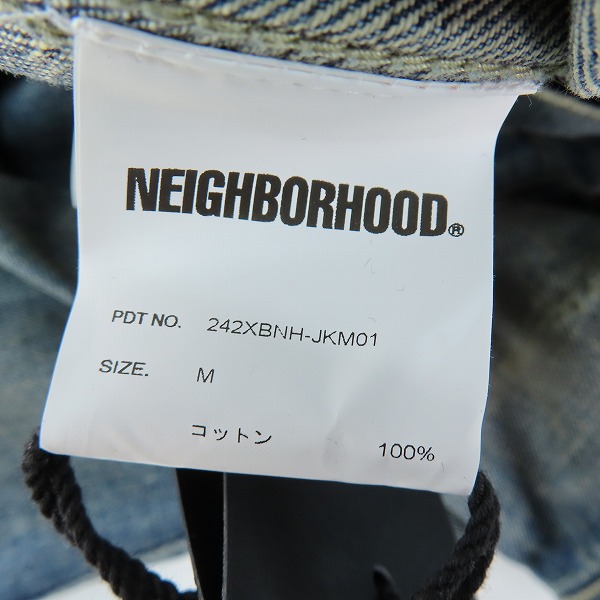 NEIGHBORHOOD®
PDT NO. 242XBNH-JKM01
SIZE. M
コットン 100%